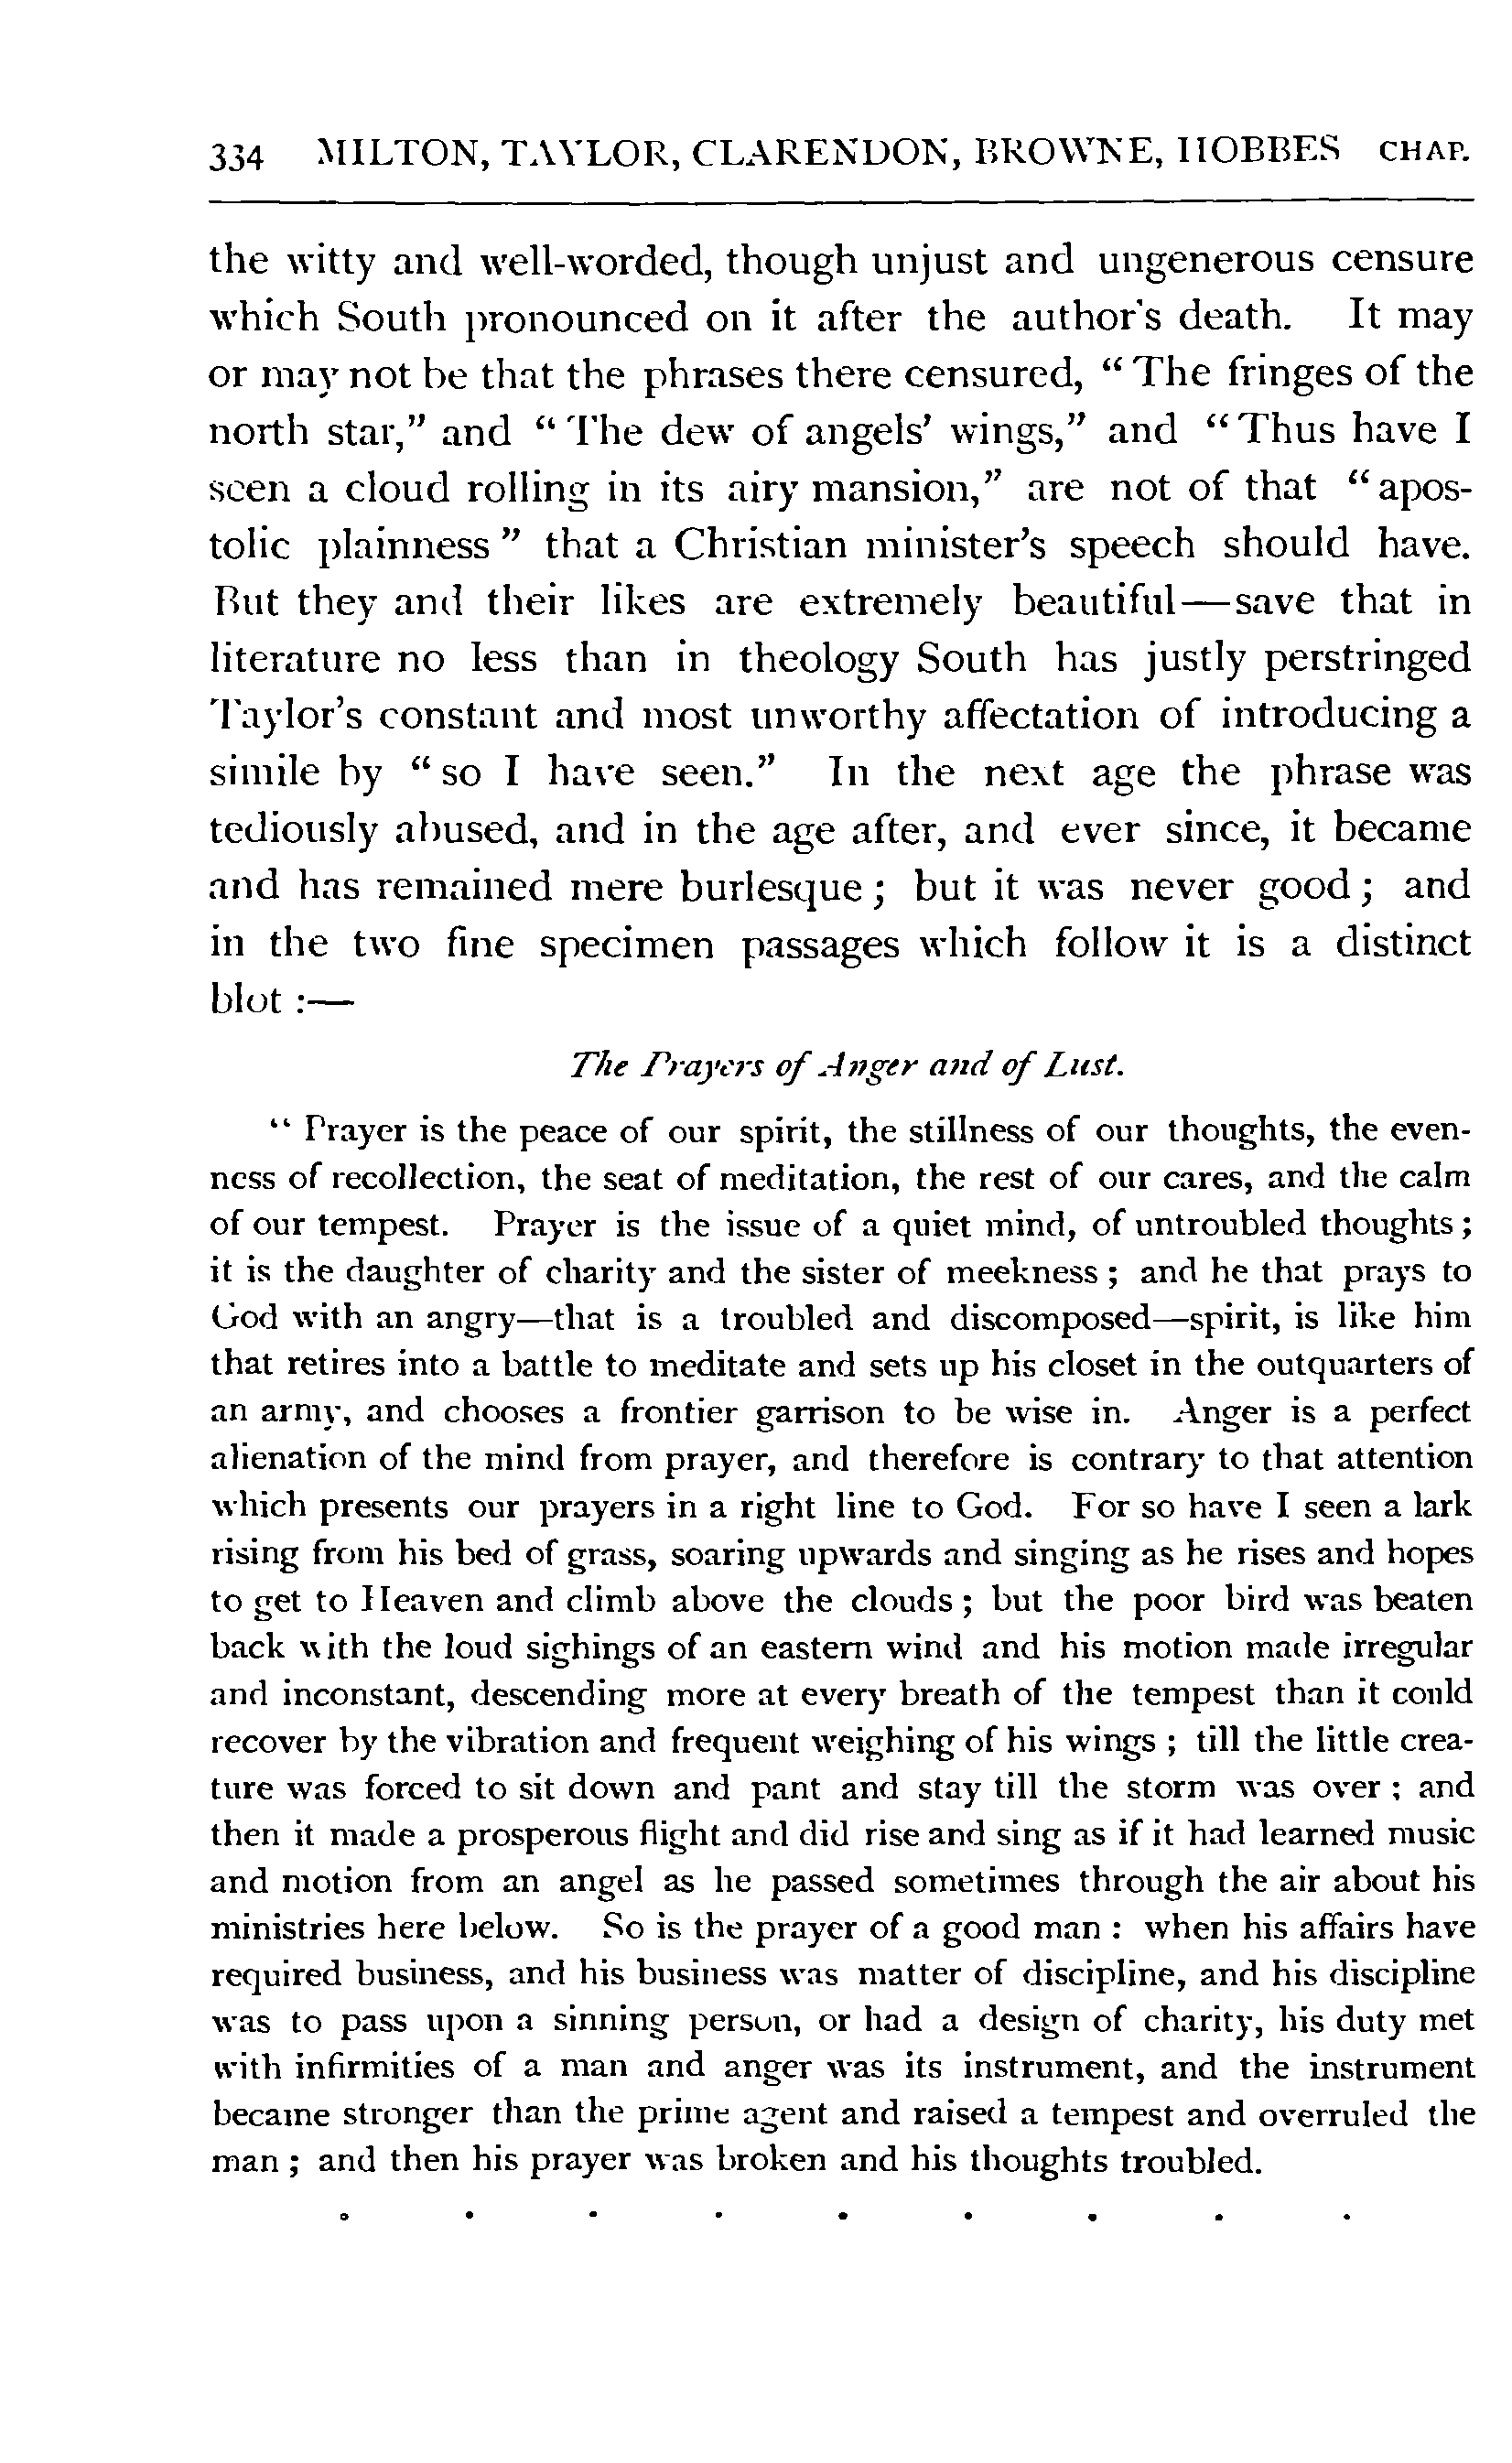 334 MILTON, TAYLOR, CLARENDON, BROWNE, HOBBES CHAP.
the witty and well-worded, though unjust and ungenerous censure
which South pronounced on it after the author's death. It may
or may not be that the phrases there censured, “The fringes of the
north star,” and “The dew of angels’ wings,” and “Thus have I
seen a cloud rolling in its airy mansion,” are not of that “apos-
tolic plainness” that a Christian minister’s speech should have.
But they and their likes are extremely beautiful—save that in
literature no less than in theology South has justly perstringed
Taylor’s constant and most unworthy affectation of introducing a
simile by “so I have seen.” In the next age the phrase was
tediously abused, and in the age after, and ever since, it became
and has remained mere burlesque; but it was never good; and
in the two fine specimen passages which follow it is a distinct
blot:—
The Prayers of Anger and of Lust.
“Prayer is the peace of our spirit, the stillness of our thoughts, the even-
ness of recollection, the seat of meditation, the rest of our cares, and the calm
of our tempest. Prayer is the issue of a quiet mind, of untroubled thoughts;
it is the daughter of charity and the sister of meekness; and he that prays to
God with an angry—that is a troubled and discomposed—spirit, is like him
that retires into a battle to meditate and sets up his closet in the outquarters of
an army, and chooses a frontier garrison to be wise in. Anger is a perfect
alienation of the mind from prayer, and therefore is contrary to that attention
which presents our prayers in a right line to God. For so have I seen a lark
rising from his bed of grass, soaring upwards and singing as he rises and hopes
to get to Heaven and climb above the clouds; but the poor bird was beaten
back with the loud sighings of an eastern wind and his motion made irregular
and inconstant, descending more at every breath of the tempest than it could
recover by the vibration and frequent weighing of his wings; till the little crea-
ture was forced to sit down and pant and stay till the storm was over; and
then it made a prosperous flight and did rise and sing as if it had learned music
and motion from an angel as he passed sometimes through the air about his
ministries here below. So is the prayer of a good man: when his affairs have
required business, and his business was matter of discipline, and his discipline
was to pass upon a sinning person, or had a design of charity, his duty met
with infirmities of a man and anger was its instrument, and the instrument
became stronger than the prime agent and raised a tempest and overruled the
man; and then his prayer was broken and his thoughts troubled.
. . . . . . . . .